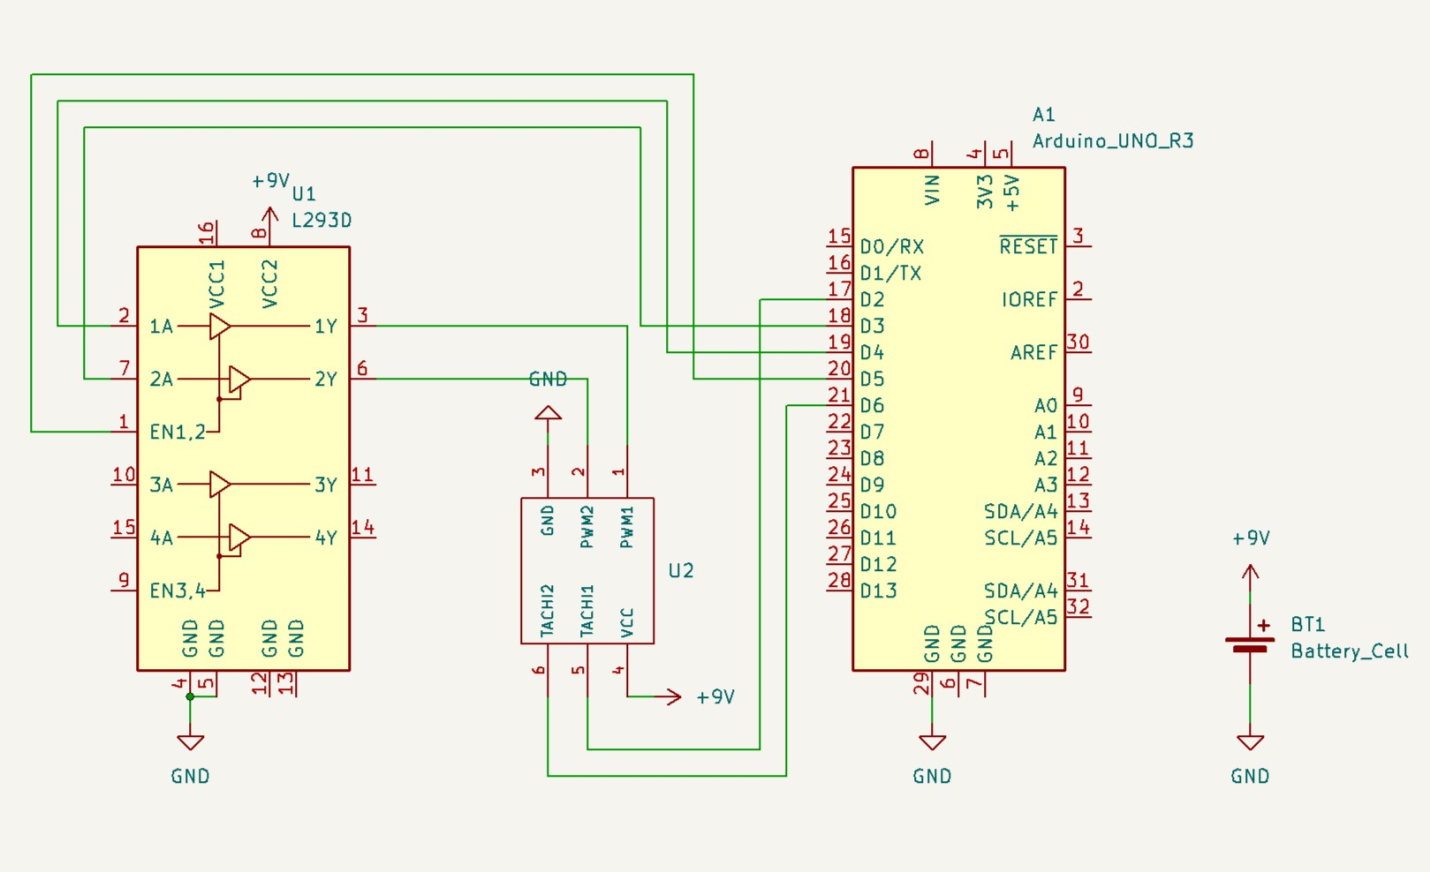 A1
Arduino_UNO_R3
8
4
5
VIN
3V3
+5V
15
D0/RX
RESET
3
16
D1/TX
17
D2
IOREF
2
18
D3
19
D4
AREF
30
20
D5
21
D6
A0
9
22
D7
A1
10
23
D8
A2
11
24
D9
A3
12
25
D10
SDA/A4
13
26
D11
SCL/A5
14
27
D12
28
D13
SDA/A4
31
SCL/A5
32
GND
GND
GND
29
6
7
GND
+9V
U1
L293D
16
8
VCC1
VCC2
2
1A
1Y
3
7
2A
2Y
6
1
EN1,2
10
3A
3Y
11
15
4A
4Y
14
9
EN3,4
GND
GND
GND
GND
4
5
12
13
GND
GND
3
2
1
GND
PWM2
PWM1
U2
TACHI2
TACHI1
VCC
6
5
4
+9V
+9V
+
BT1
Battery_Cell
GND